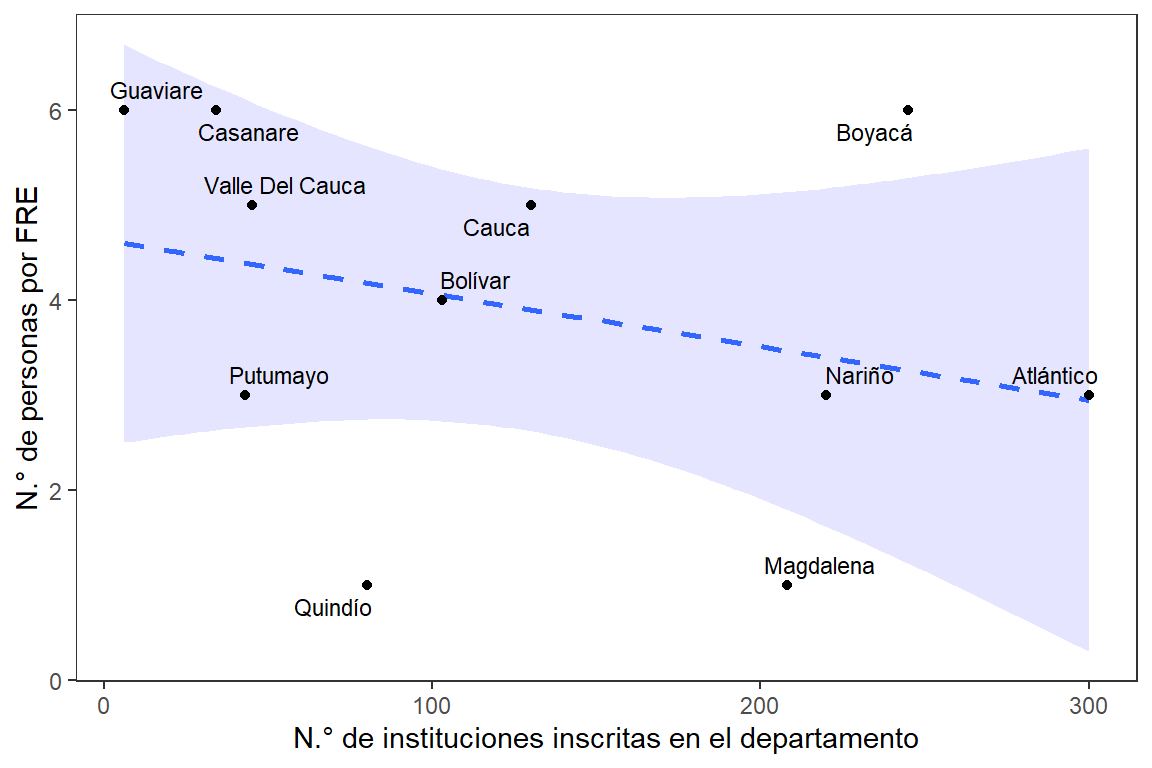 N.° de personas por FRE
6
4
2
0
Guaviare
Casanare
Boyacá
Valle Del Cauca
Cauca
Bolívar
Putumayo
Nariño
Atlántico
Magdalena
Quindío
0
100
200
300
N.° de instituciones inscritas en el departamento